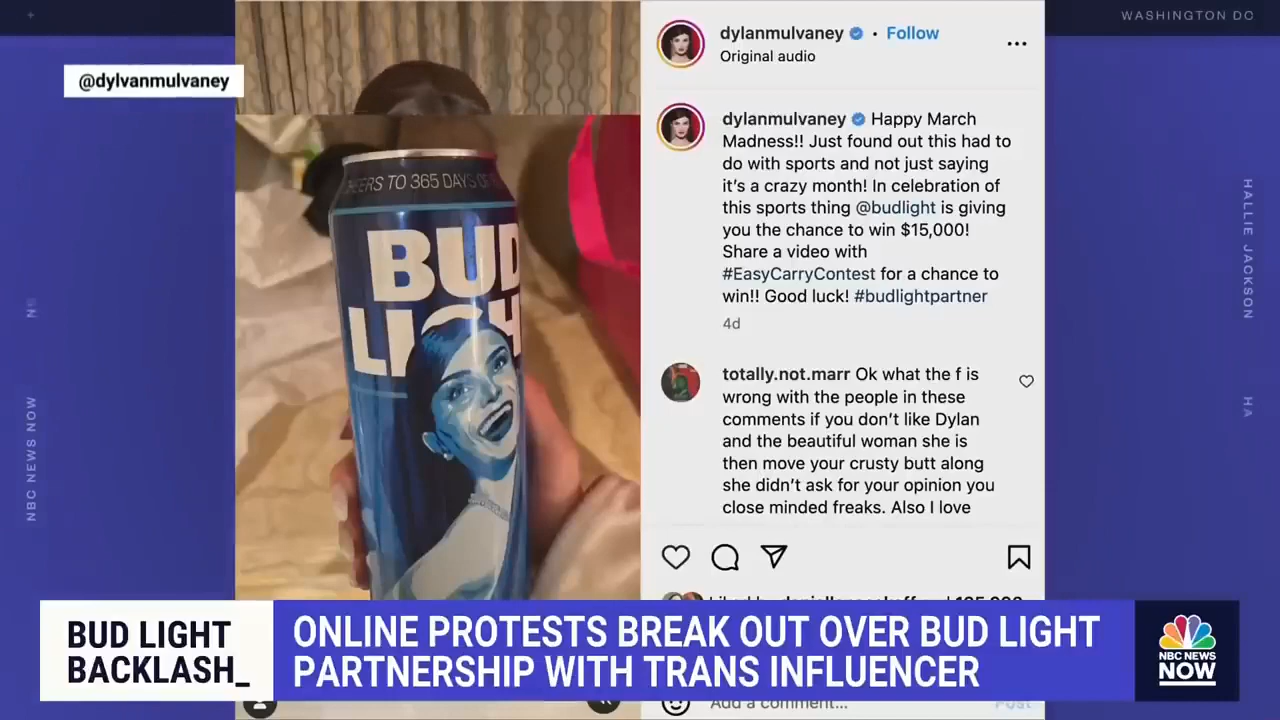 WASHINGTON DC
@dylvanmulvaney
dylanmulvaney • Follow
Original audio
dylanmulvaney Happy March
Madness!! Just found out this had to
do with sports and not just saying
it's a crazy month! In celebration of
this sports thing @budlight is giving
you the chance to win $15,000!
Share a video with
#EasyCarryContest for a chance to
win!! Good luck! #budlightpartner
4d
totally.not.marr Ok what the f is
wrong with the people in these
comments if you don't like Dylan
and the beautiful woman she is
then move your crusty butt along
she didn't ask for your opinion you
close minded freaks. Also I love
TO 365 DAYS
BUD
LIGH
HALLIE JACKSON
HA
NBC NEWS NOW
BUD LIGHT
BACKLASH_
ONLINE PROTESTS BREAK OUT OVER BUD LIGHT
PARTNERSHIP WITH TRANS INFLUENCER
NBC NEWS
NOW
Add a comment...
Post